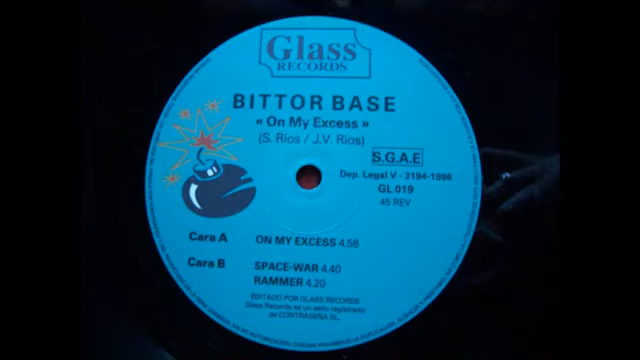 Glass
RECORDS
BITTOR BASE
« On My Excess »
(S. Rios / J.V. Rios)
S.G.A.E
Dep. Legal V - 3194-1996
GL 019
45 REV
Cara A ON MY EXCESS 4.58
Cara B SPACE-WAR 4.40
RAMMER 4.20
EDITADO POR GLASS RECORDS
Glass Records es un sello registrado
de CONTRASEÑA SL.